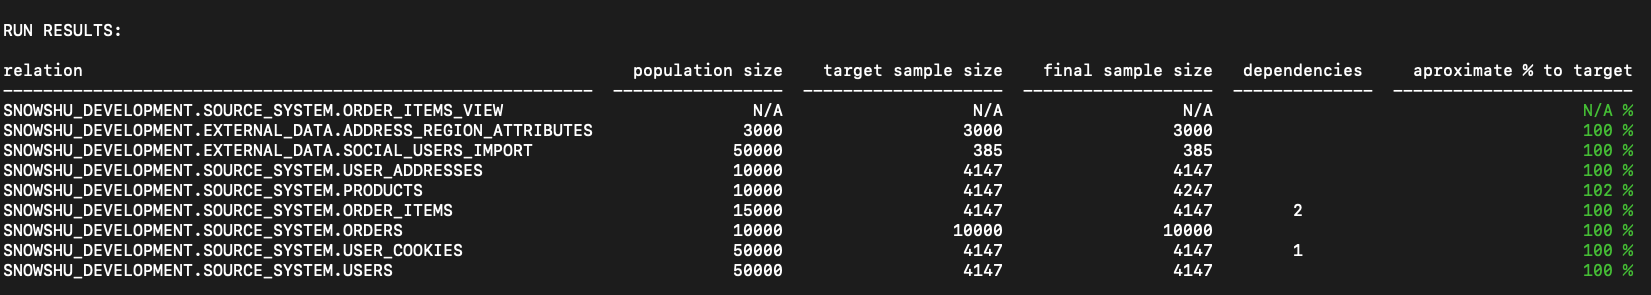 RUN RESULTS:
relation population size target sample size final sample size dependencies aproximate % to target
SNOWSHU_DEVELOPMENT.SOURCE_SYSTEM.ORDER_ITEMS_VIEW N/A N/A N/A N/A %
SNOWSHU_DEVELOPMENT.EXTERNAL_DATA.ADDRESS_REGION_ATTRIBUTES 3000 3000 3000 100 %
SNOWSHU_DEVELOPMENT.EXTERNAL_DATA.SOCIAL_USERS_IMPORT 50000 385 385 100 %
SNOWSHU_DEVELOPMENT.SOURCE_SYSTEM.USER_ADDRESSES 10000 4147 4147 100 %
SNOWSHU_DEVELOPMENT.SOURCE_SYSTEM.PRODUCTS 10000 4147 4247 102 %
SNOWSHU_DEVELOPMENT.SOURCE_SYSTEM.ORDER_ITEMS 15000 4147 4147 2 100 %
SNOWSHU_DEVELOPMENT.SOURCE_SYSTEM.ORDERS 10000 10000 10000 100 %
SNOWSHU_DEVELOPMENT.SOURCE_SYSTEM.USER_COOKIES 50000 4147 4147 1 100 %
SNOWSHU_DEVELOPMENT.SOURCE_SYSTEM.USERS 50000 4147 4147 100 %